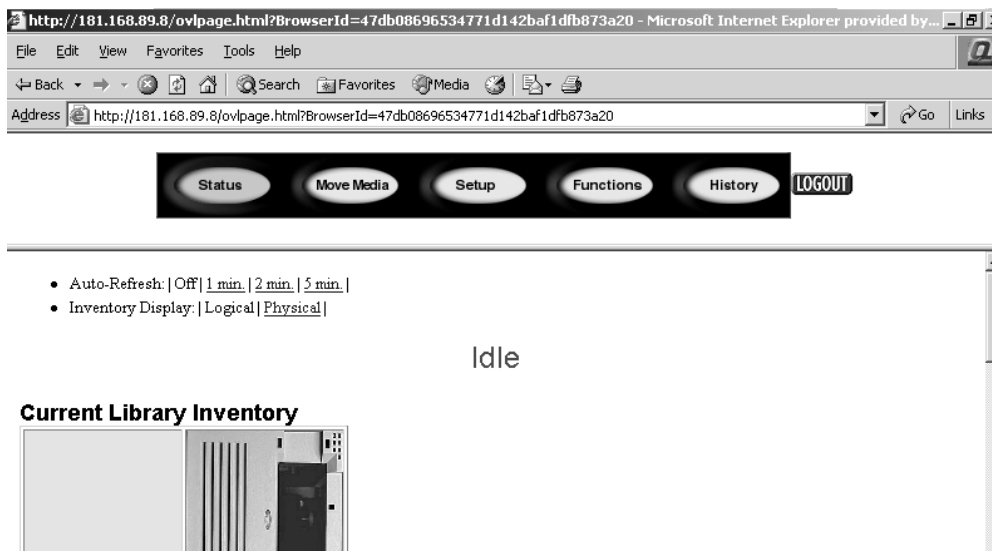 http://181.168.89.8/ovlpage.html?BrowserId=47db08696534771d142baf1dfb873a20 - Microsoft Internet Explorer provided by...
File Edit View Favorites Tools Help
Back Search Favorites Media
Address http://181.168.89.8/ovlpage.html?BrowserId=47db08696534771d142baf1dfb873a20 Go Links
Status Move Media Setup Functions History LOGOUT
• Auto-Refresh: | Off | 1 min. | 2 min. | 5 min. |
• Inventory Display: | Logical | Physical |
Idle
Current Library Inventory